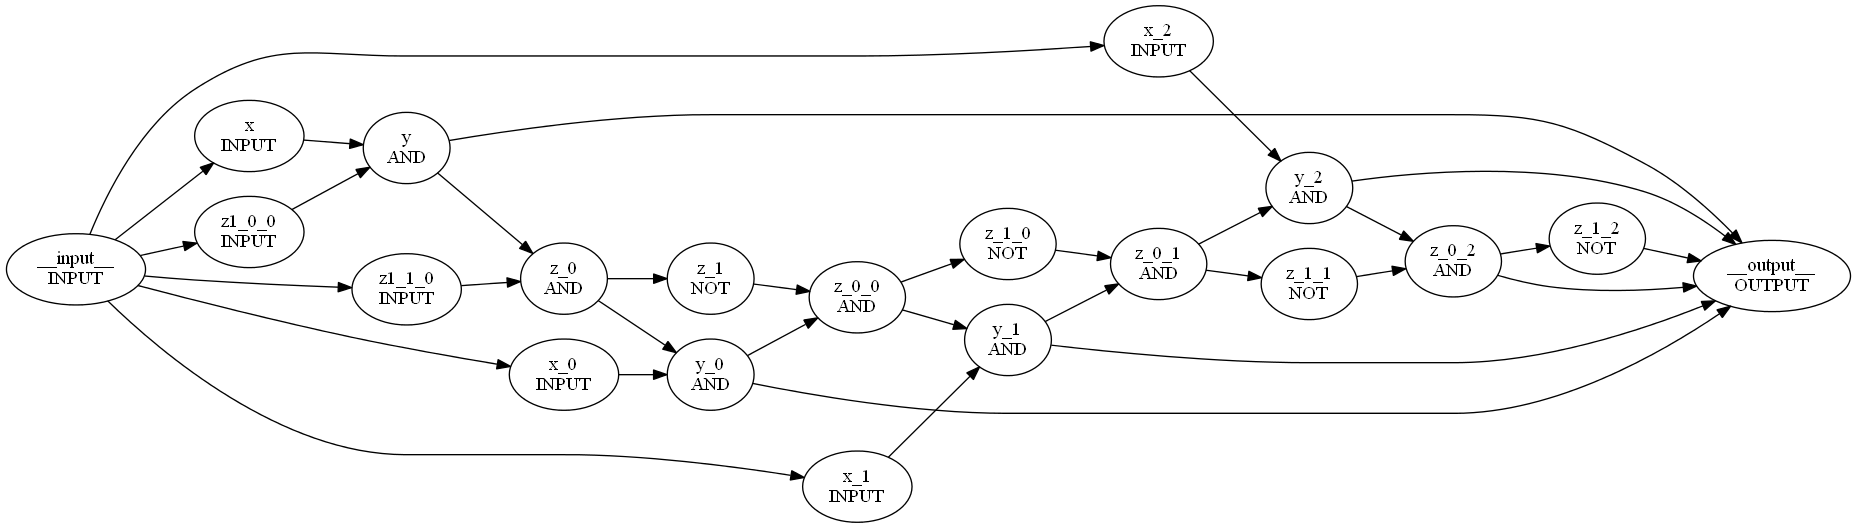 x_2
INPUT
x
INPUT
y
AND
z1_0_0
INPUT
__input__
INPUT
z1_1_0
INPUT
z_0
AND
z_1
NOT
x_0
INPUT
y_0
AND
z_0_0
AND
z_1_0
NOT
y_1
AND
x_1
INPUT
z_0_1
AND
z_1_1
NOT
y_2
AND
z_0_2
AND
z_1_2
NOT
__output__
OUTPUT